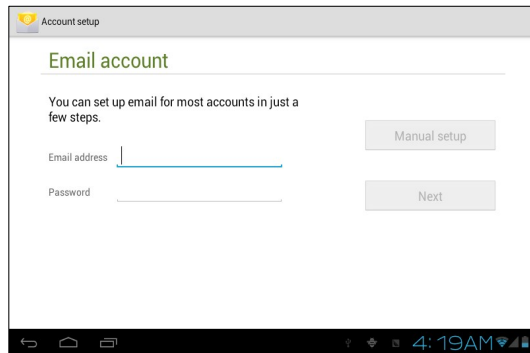 Account setup
Email account
You can set up email for most accounts in just a
few steps.
Manual setup
Email address
Password
Next
4:19AM